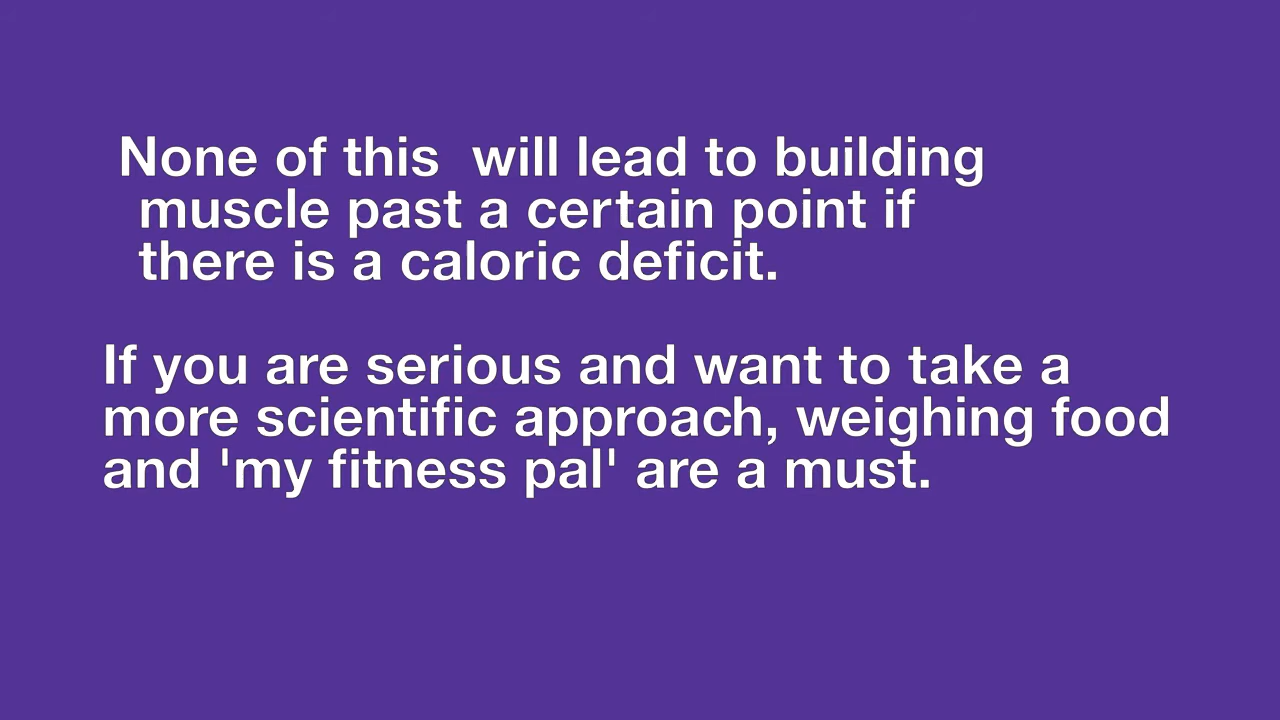 None of this  will lead to building
muscle past a certain point if
there is a caloric deficit.
If you are serious and want to take a
more scientific approach, weighing food
and 'my fitness pal' are a must.